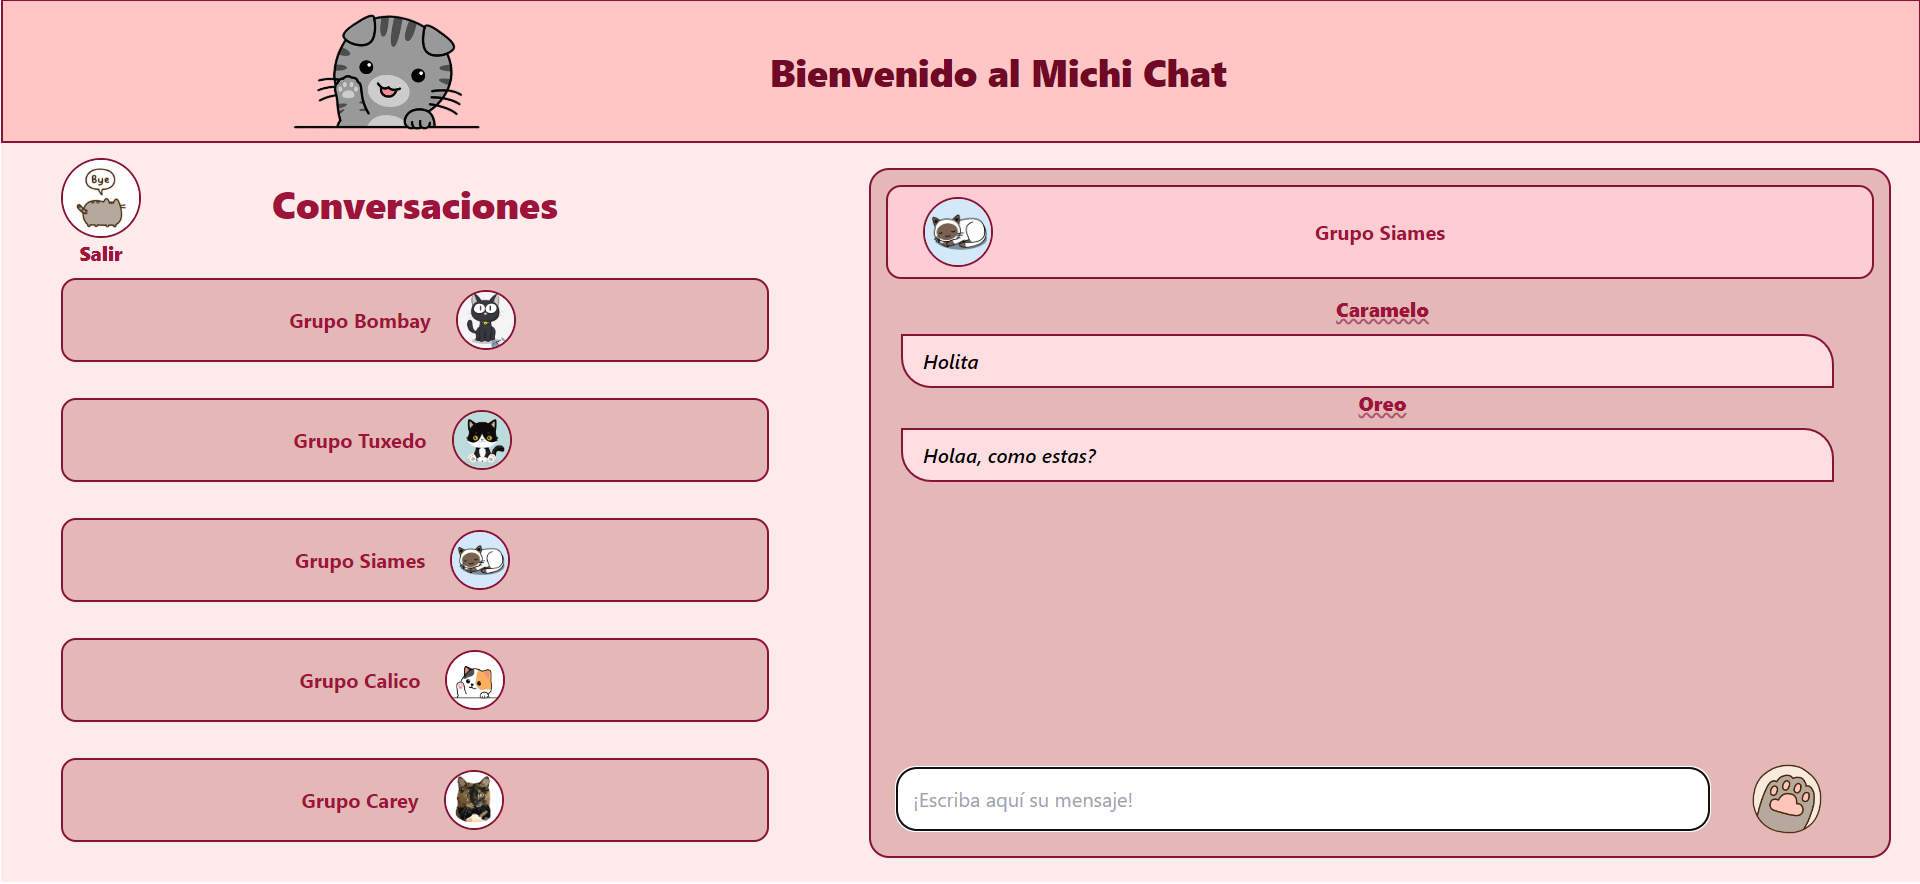 Bienvenido al Michi Chat
Bye
Salir
Conversaciones
Grupo Bombay
Grupo Tuxedo
Grupo Siames
Grupo Calico
Grupo Carey
Grupo Siames
Caramelo
Holita
Oreo
Holaa, como estas?
¡Escriba aquí su mensaje!